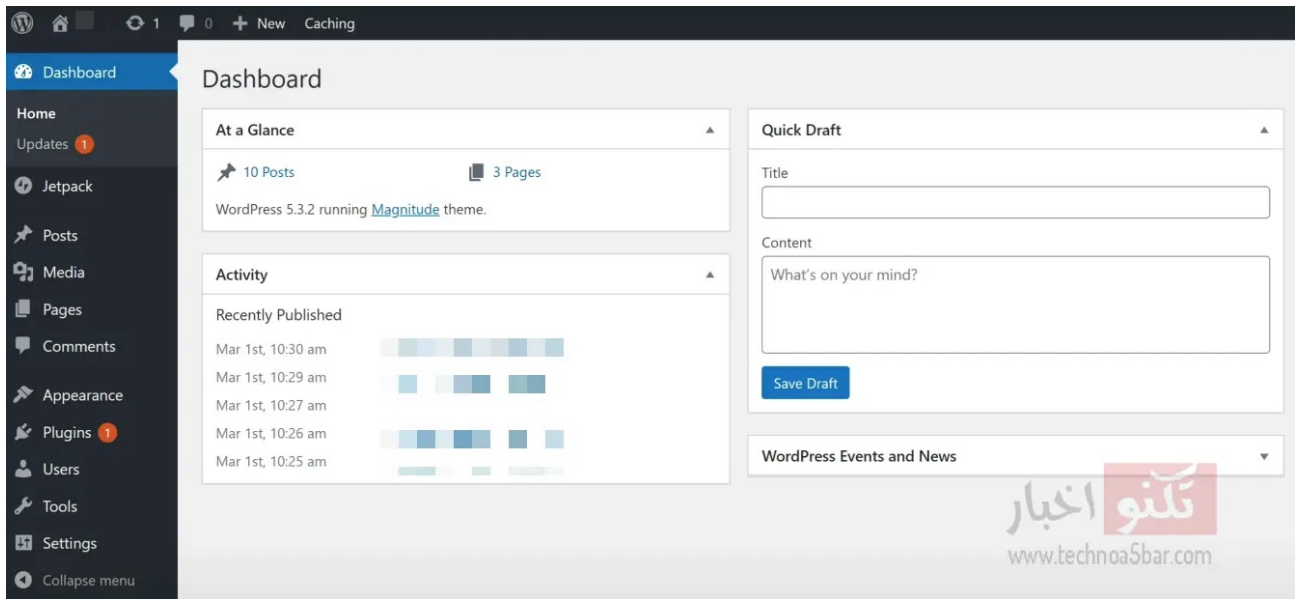 1 0 New Caching
Dashboard
Home
Updates 1
Jetpack
Posts
Media
Pages
Comments
Appearance
Plugins 1
Users
Tools
Settings
Collapse menu
Dashboard
At a Glance
10 Posts 3 Pages
WordPress 5.3.2 running Magnitude theme.
Activity
Recently Published
Mar 1st, 10:30 am
Mar 1st, 10:29 am
Mar 1st, 10:27 am
Mar 1st, 10:26 am
Mar 1st, 10:25 am
Quick Draft
Title
Content
What's on your mind?
Save Draft
WordPress Events and News
تكنو اخبار
www.technoa5bar.com